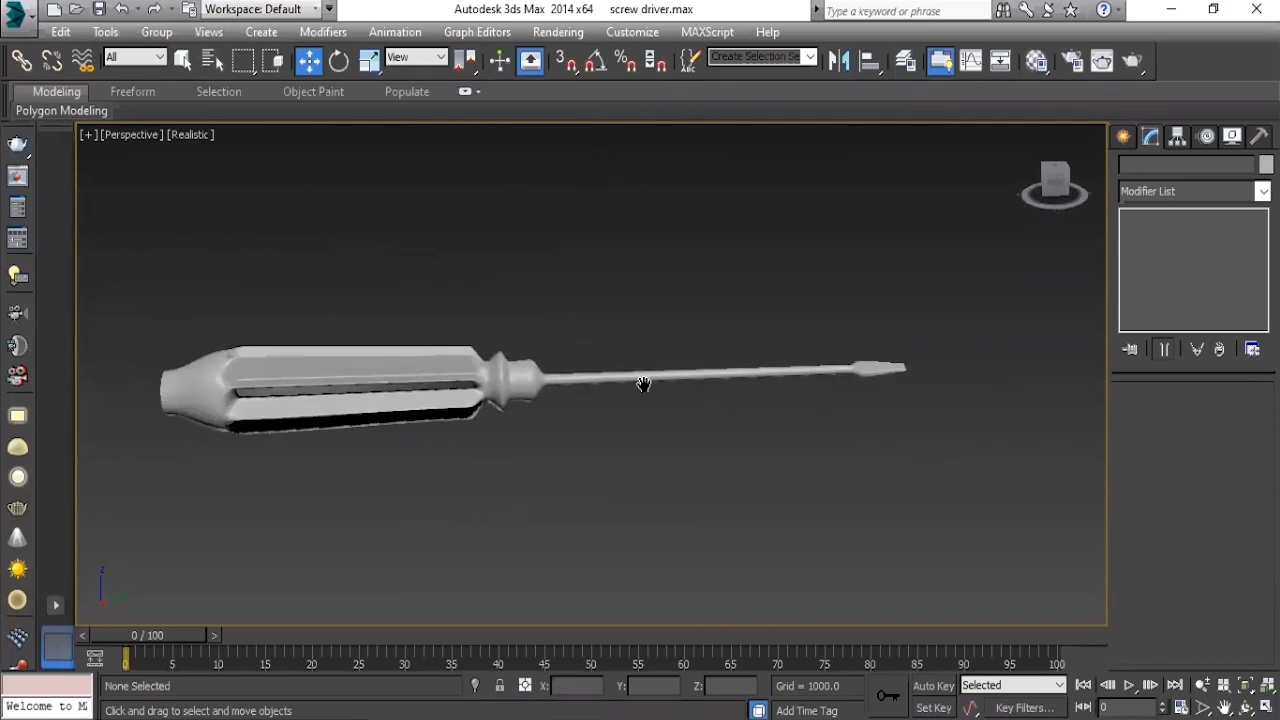 Workspace: Default
Autodesk 3ds Max 2014 x64 screw driver.max
Type a keyword or phrase
Edit Tools Group Views Create Modifiers Animation Graph Editors Rendering Customize MAXScript Help
All View 3 Create Selection Se
Modeling Freeform Selection Object Paint Populate
Polygon Modeling
[+] [Perspective ] [Realistic ]
Modifier List
z
< 0 / 100 >
0 5 10 15 20 25 30 35 40 45 50 55 60 65 70 75 80 85 90 95 100
None Selected X: Y: Z: Grid = 1000.0 Auto Key Selected
Welcome to M Click and drag to select and move objects Add Time Tag Set Key Key Filters... 0